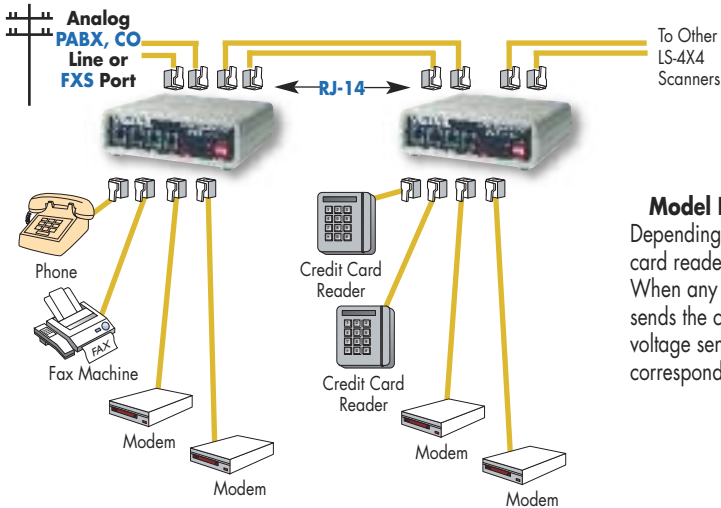 Analog
PABX, CO
Line or
FXS Port
RJ-14
To Other
LS-4X4
Scanners
Phone
FAX
Fax Machine
Modem
Modem
Credit Card
Reader
Credit Card
Reader
Modem
Modem
Model
Depending
card reade
When any
sends the c
voltage sen
correspond